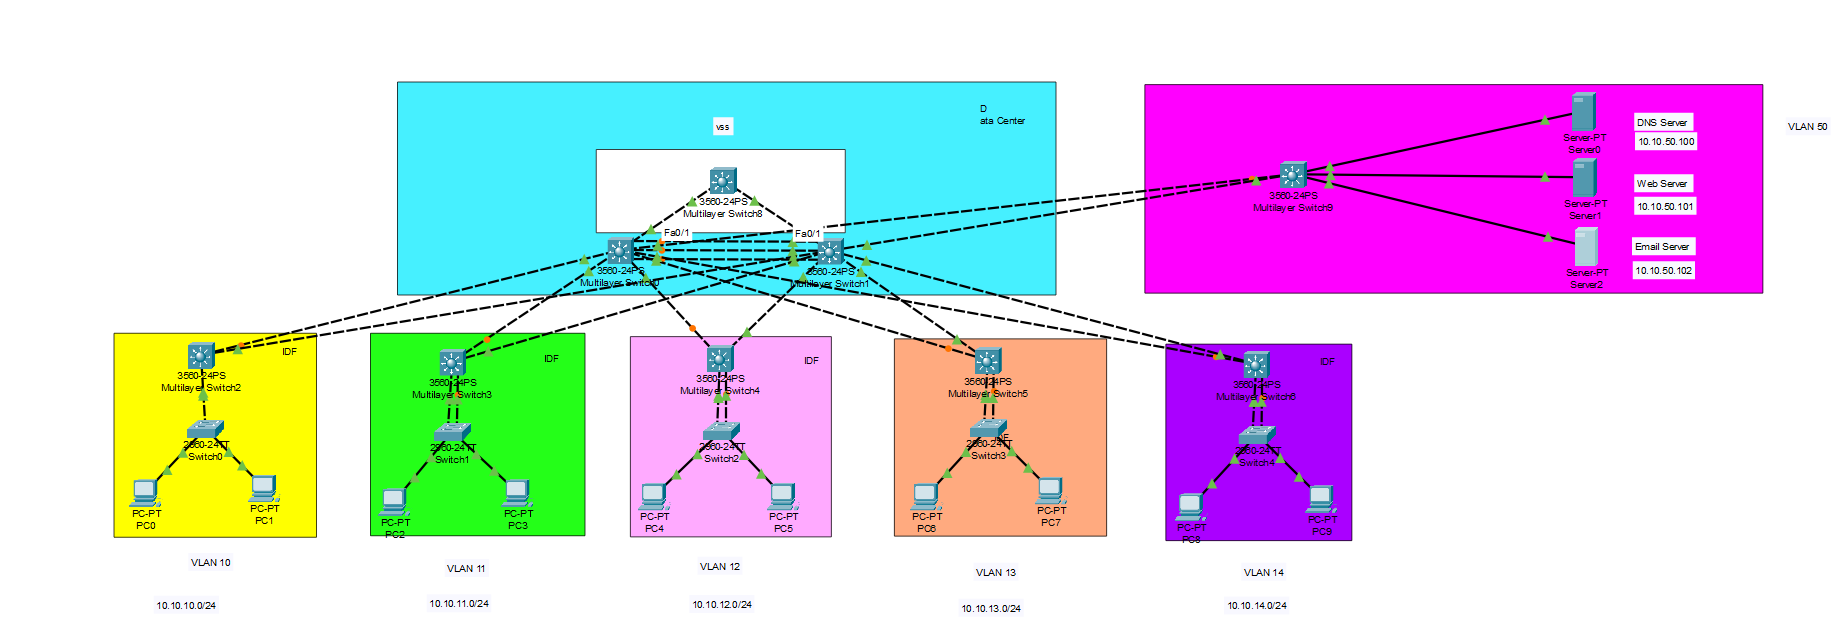 D
ata Center
vss
3560-24PS
Multilayer Switch8
Fa0/1
Fa0/1
3560-24PS
Multilayer Switch0
3560-24PS
Multilayer Switch1
3560-24PS
Multilayer Switch9
Server-PT
Server0
DNS Server
10.10.50.100
Server-PT
Server1
Web Server
10.10.50.101
Server-PT
Server2
Email Server
10.10.50.102
VLAN 50
IDF
3560-24PS
Multilayer Switch2
2960-24TT
Switch0
PC-PT
PC0
PC-PT
PC1
VLAN 10
10.10.10.0/24
IDF
3560-24PS
Multilayer Switch3
2960-24TT
Switch1
PC-PT
PC2
PC-PT
PC3
VLAN 11
10.10.11.0/24
IDF
3560-24PS
Multilayer Switch4
2960-24TT
Switch2
PC-PT
PC4
PC-PT
PC5
VLAN 12
10.10.12.0/24
3560-24PS
Multilayer Switch5
IDF
2960-24TT
Switch3
PC-PT
PC6
PC-PT
PC7
VLAN 13
10.10.13.0/24
IDF
3560-24PS
Multilayer Switch6
2960-24TT
Switch4
PC-PT
PC8
PC-PT
PC9
VLAN 14
10.10.14.0/24